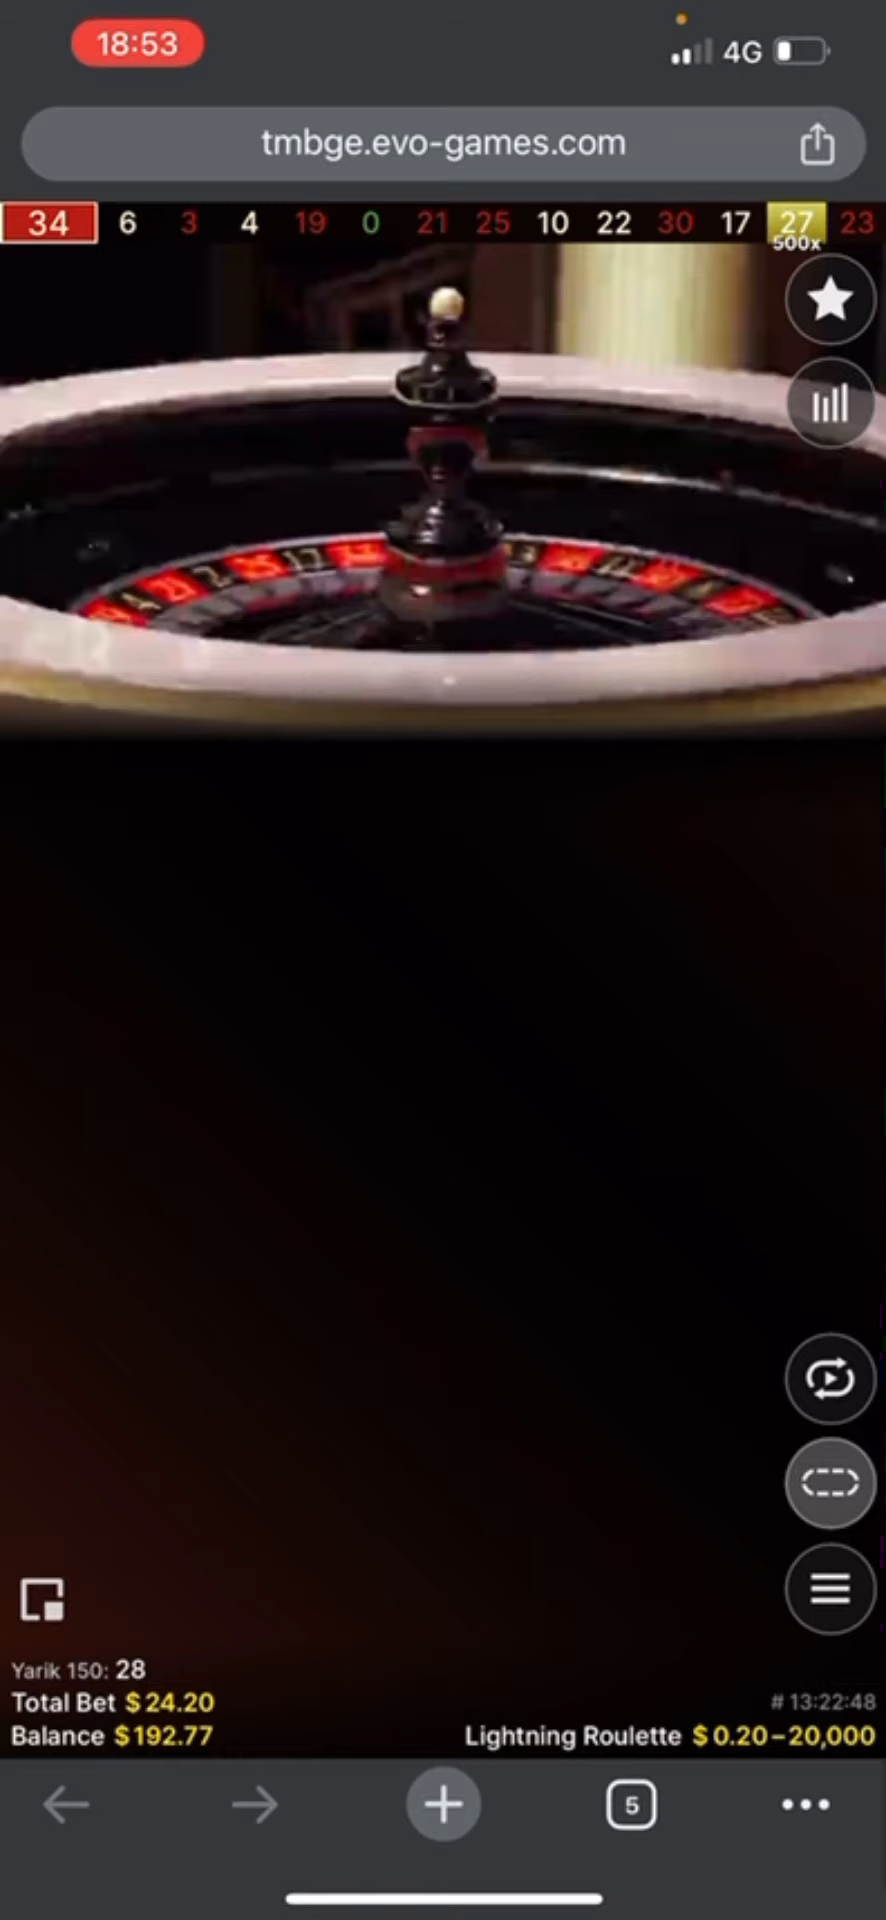 18:53 4G
tmbge.evo-games.com
34 6 3 4 19 0 21 25 10 22 30 17 27 23
500x
Yarik 150: 28
Total Bet $24.20 # 13:22:48
Balance $192.77 Lightning Roulette $0.20–20,000
5